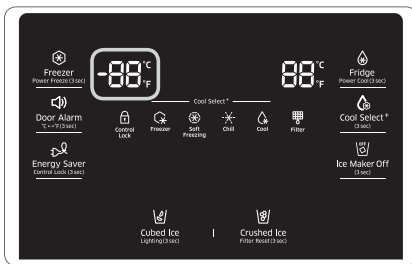 -88 °C °F
88 °C °F
Freezer
Power Freeze(3 sec)
Door Alarm
°C↔°F(3 sec)
Energy Saver
Control Lock (3 sec)
Cool Select+
Control Lock
Freezer
Soft Freezing
Chill
Cool
Filter
Fridge
Power Cool(3 sec)
Cool Select+
(3 sec)
OFF
Ice Maker Off
(3 sec)
Cubed Ice
Lighting(3 sec)
Crushed Ice
Filter Reset(3 sec)